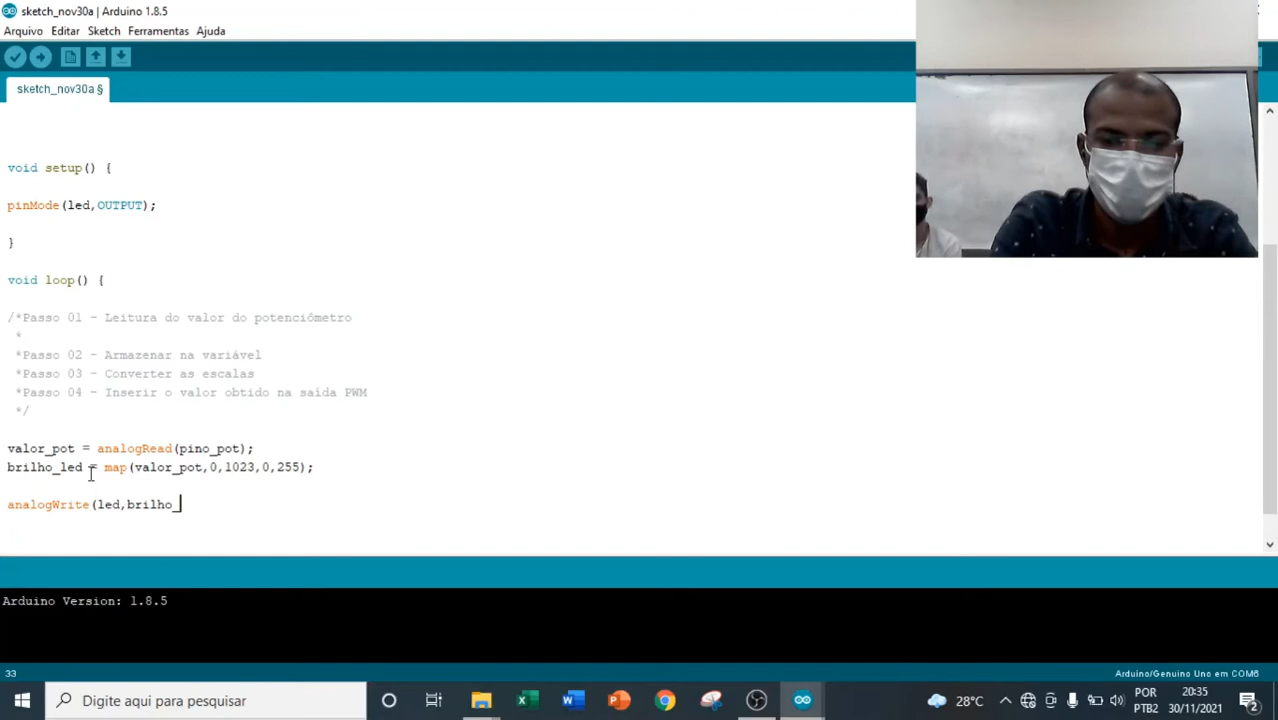 sketch_nov30a | Arduino 1.8.5
Arquivo Editar Sketch Ferramentas Ajuda
sketch_nov30a §
void setup() {
pinMode(led,OUTPUT);
}
void loop() {
/*Passo 01 - Leitura do valor do potenciômetro
*
*Passo 02 - Armazenar na variável
*Passo 03 - Converter as escalas
*Passo 04 - Inserir o valor obtido na saída PWM
*/
valor_pot = analogRead(pino_pot);
brilho_led = map(valor_pot,0,1023,0,255);
analogWrite(led,brilho_
Arduino Version: 1.8.5
33
Arduino/Genuino Uno em COM6
Digite aqui para pesquisar
28°C
POR
PTB2
20:35
30/11/2021
2